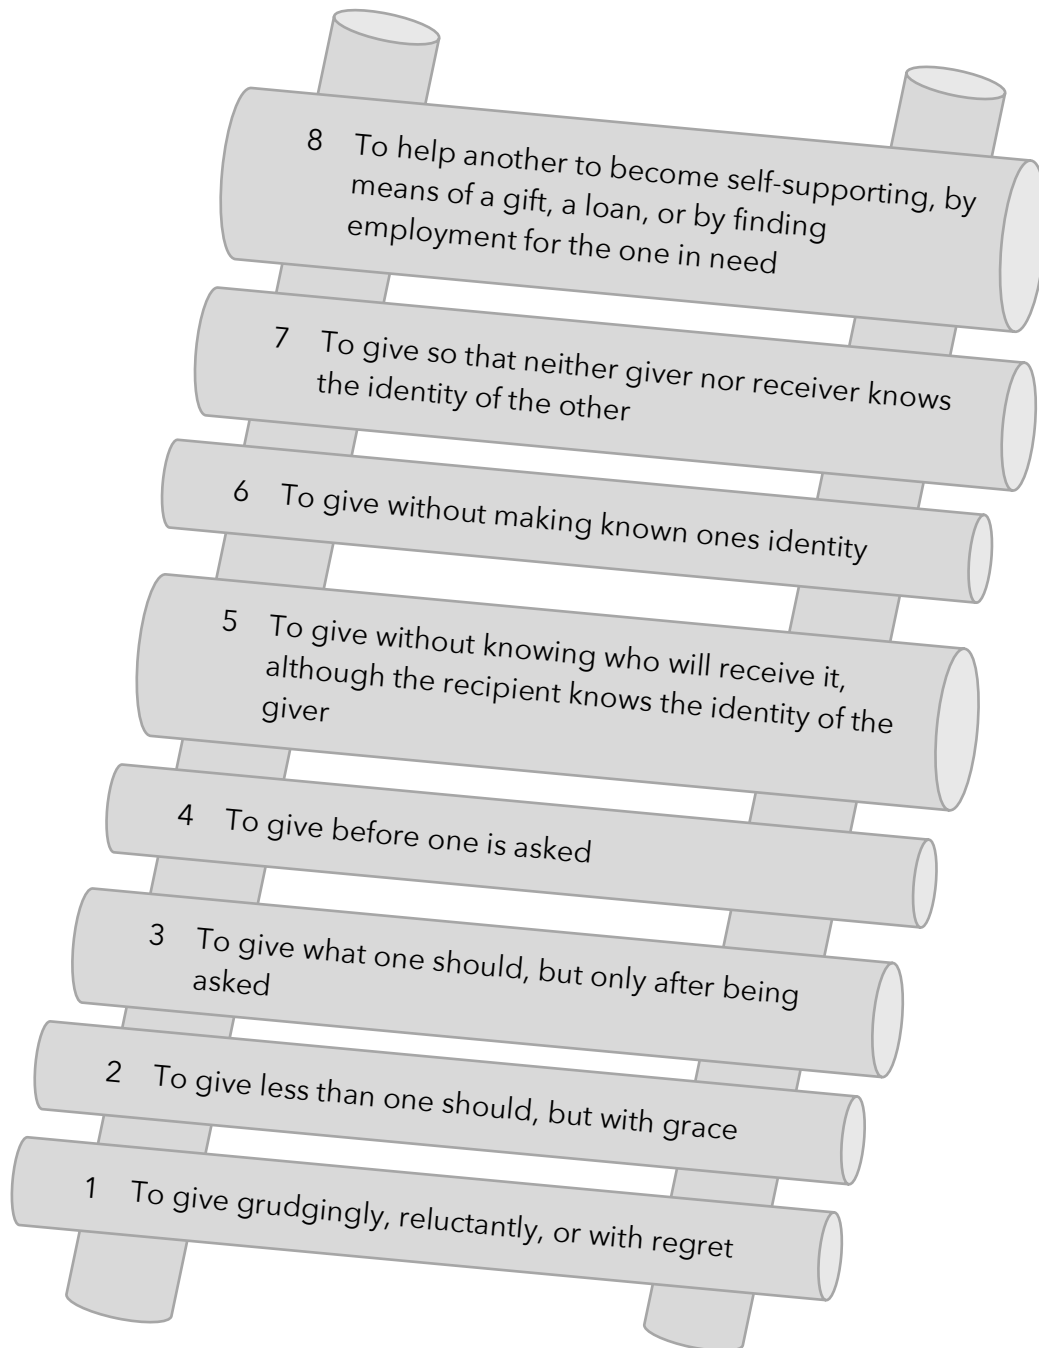 8 To help another to become self-supporting, by
means of a gift, a loan, or by finding
employment for the one in need
7 To give so that neither giver nor receiver knows
the identity of the other
6 To give without making known ones identity
5 To give without knowing who will receive it,
although the recipient knows the identity of the
giver
4 To give before one is asked
3 To give what one should, but only after being
asked
2 To give less than one should, but with grace
1 To give grudgingly, reluctantly, or with regret